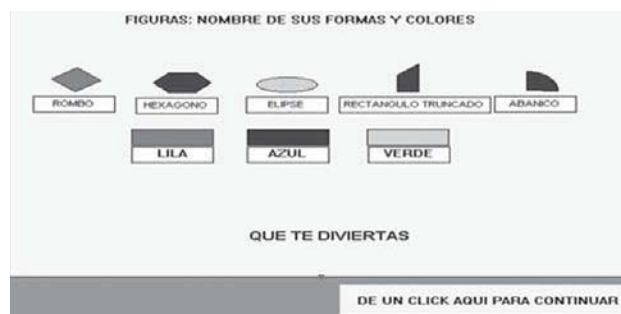 FIGURAS: NOMBRE DE SUS FORMAS Y COLORES
ROMBO HEXAGONO ELIPSE RECTANGULO TRUNCADO ABANICO
LILA AZUL VERDE
QUE TE DIVIERTAS
DE UN CLICK AQUI PARA CONTINUAR